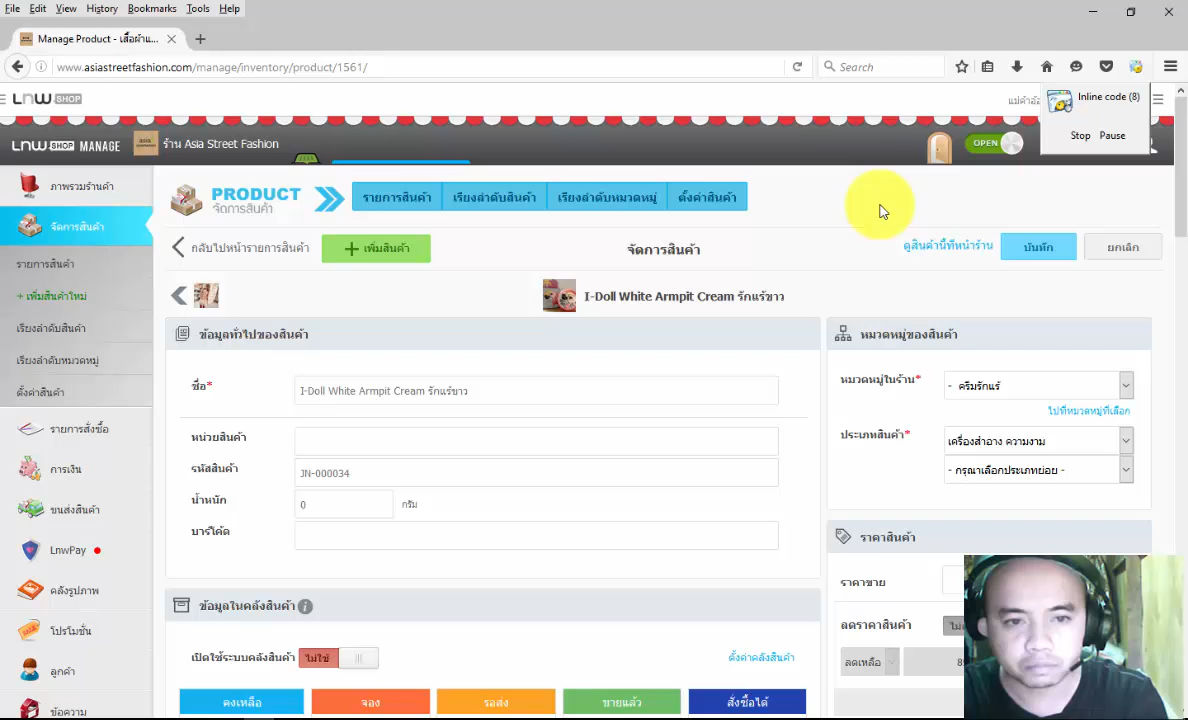 File Edit View History Bookmarks Tools Help
Manage Product - เสื้อผ้าแ...
www.asiastreetfashion.com/manage/inventory/product/1561/
Search
LnW SHOP
Inline code (8)
Stop Pause
LnW SHOP MANAGE ร้าน Asia Street Fashion
OPEN
ภาพรวมร้านค้า
จัดการสินค้า
รายการสินค้า
+ เพิ่มสินค้าใหม่
เรียงลำดับสินค้า
เรียงลำดับหมวดหมู่
ตั้งค่าสินค้า
รายการสั่งซื้อ
การเงิน
ขนส่งสินค้า
LnwPay
คลังรูปภาพ
โปรโมชั่น
ลูกค้า
ข้อความ
PRODUCT
จัดการสินค้า
รายการสินค้า เรียงลำดับสินค้า เรียงลำดับหมวดหมู่ ตั้งค่าสินค้า
กลับไปหน้ารายการสินค้า + เพิ่มสินค้า จัดการสินค้า ดูสินค้านี้ที่หน้าร้าน บันทึก ยกเลิก
I-Doll White Armpit Cream รักแร้ขาว
ข้อมูลทั่วไปของสินค้า
ชื่อ* I-Doll White Armpit Cream รักแร้ขาว
หน่วยสินค้า
รหัสสินค้า JN-000034
น้ำหนัก 0 กรัม
บาร์โค้ด
ข้อมูลในคลังสินค้า i
เปิดใช้ระบบคลังสินค้า ไม่ใช้ ตั้งค่าคลังสินค้า
คงเหลือ จอง รอส่ง ขายแล้ว สั่งซื้อได้
หมวดหมู่ของสินค้า
หมวดหมู่ในร้าน* - ครีมรักแร้
ไปที่หมวดหมู่ที่เลือก
ประเภทสินค้า* เครื่องสำอาง ความงาม
- กรุณาเลือกประเภทย่อย -
ราคาสินค้า
ราคาขาย
ลดราคาสินค้า
ลดเหลือ